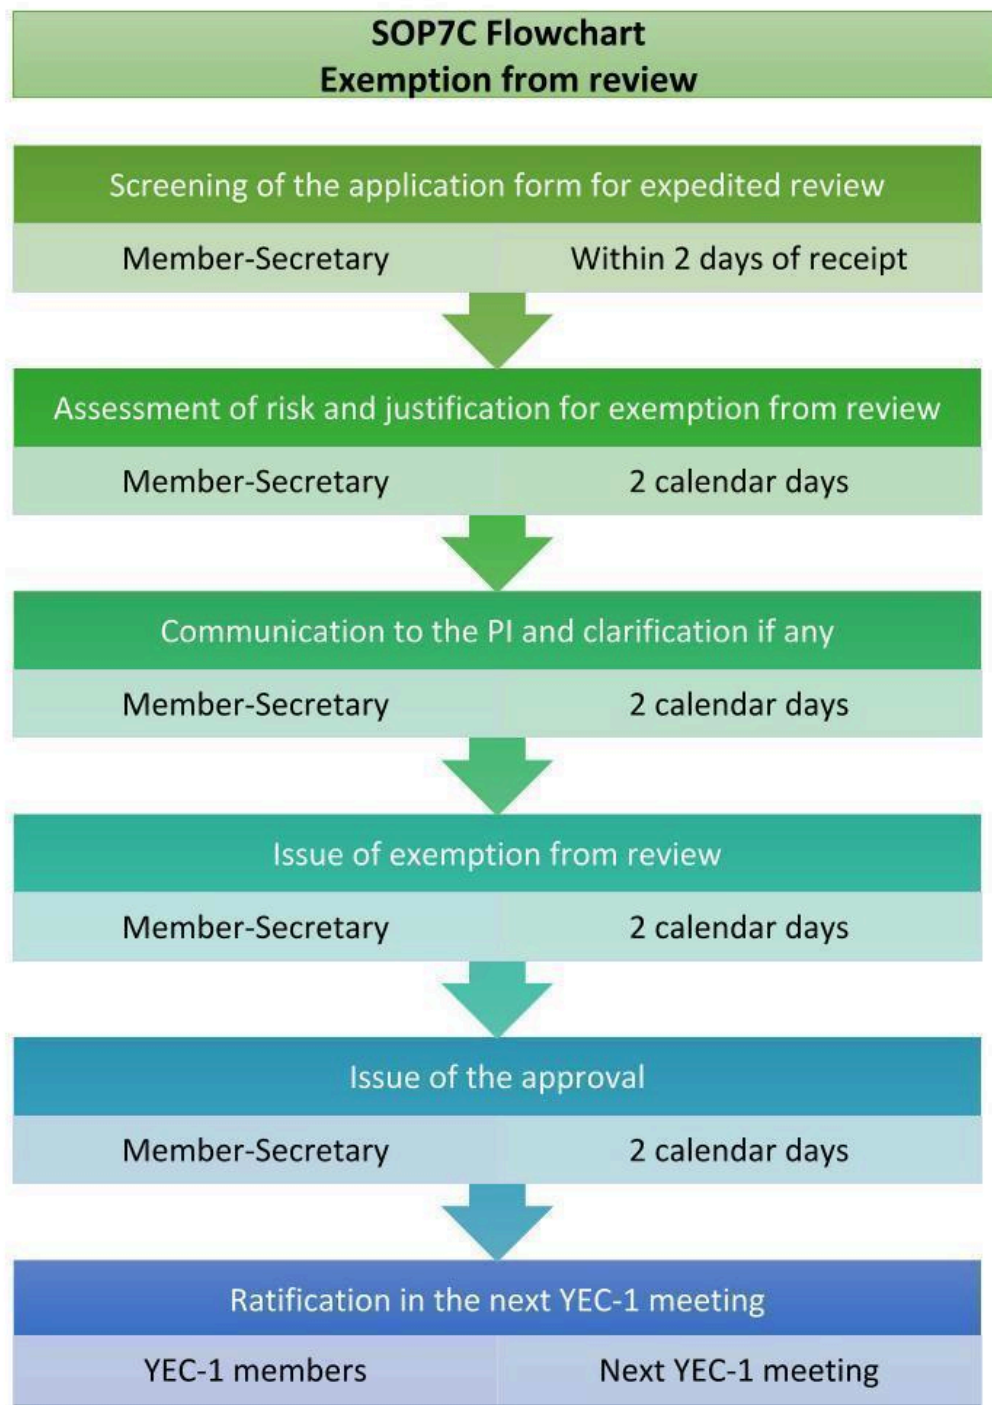 SOP7C Flowchart
Exemption from review
Screening of the application form for expedited review
Member-Secretary Within 2 days of receipt
Assessment of risk and justification for exemption from review
Member-Secretary 2 calendar days
Communication to the PI and clarification if any
Member-Secretary 2 calendar days
Issue of exemption from review
Member-Secretary 2 calendar days
Issue of the approval
Member-Secretary 2 calendar days
Ratification in the next YEC-1 meeting
YEC-1 members Next YEC-1 meeting